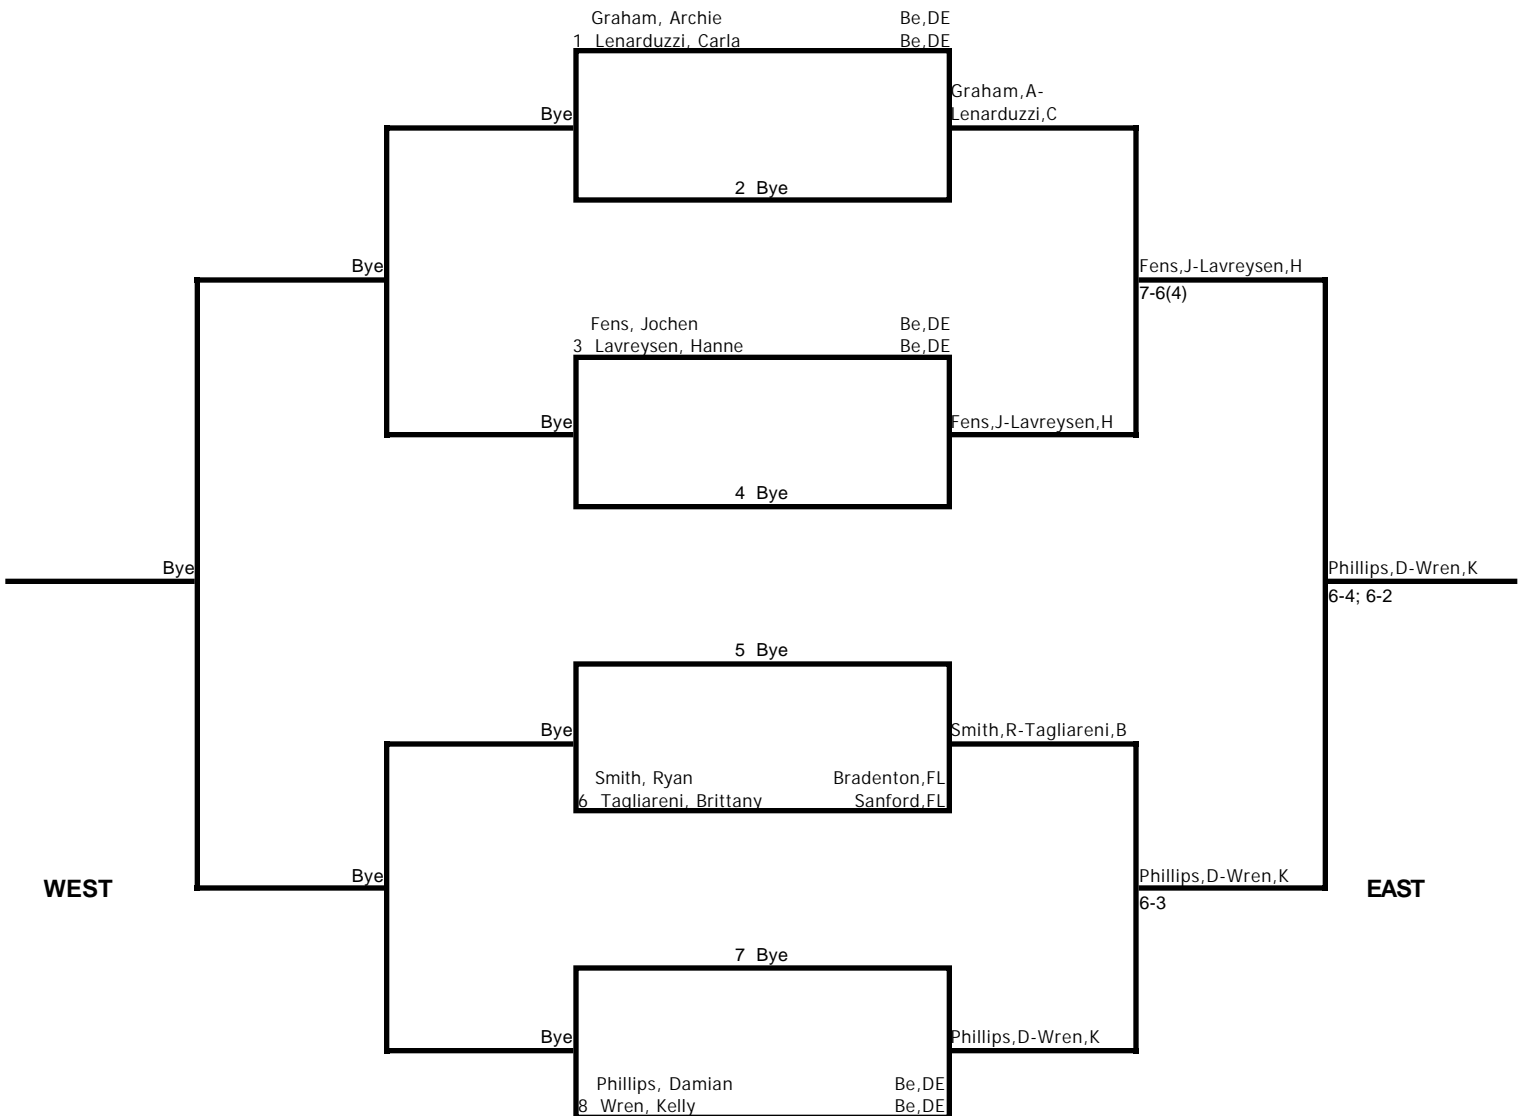 Graham, Archie Be,DE
1 Lenarduzzi, Carla Be,DE
Graham,A-
Lenarduzzi,C
Bye
2 Bye
Bye
Fens,J-Lavreysen,H
7-6(4)
Fens, Jochen Be,DE
3 Lavreysen, Hanne Be,DE
Bye
Fens,J-Lavreysen,H
4 Bye
Bye
Phillips,D-Wren,K
6-4; 6-2
5 Bye
Bye
Smith,R-Tagliareni,B
Smith, Ryan Bradenton,FL
6 Tagliareni, Brittany Sanford,FL
WEST
Bye
Phillips,D-Wren,K
6-3
EAST
7 Bye
Bye
Phillips,D-Wren,K
Phillips, Damian Be,DE
8 Wren, Kelly Be,DE